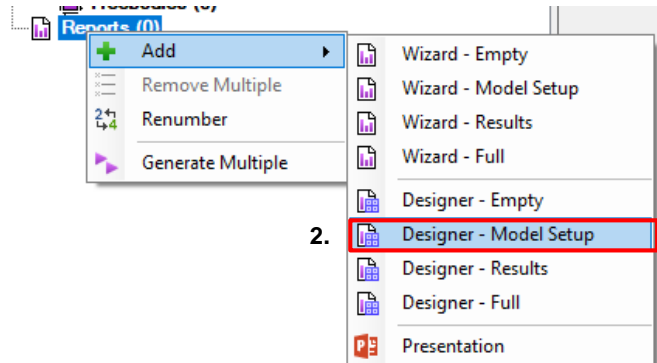 Reports (0)
Add
Remove Multiple
Renumber
Generate Multiple
Wizard - Empty
Wizard - Model Setup
Wizard - Results
Wizard - Full
Designer - Empty
2. Designer - Model Setup
Designer - Results
Designer - Full
Presentation